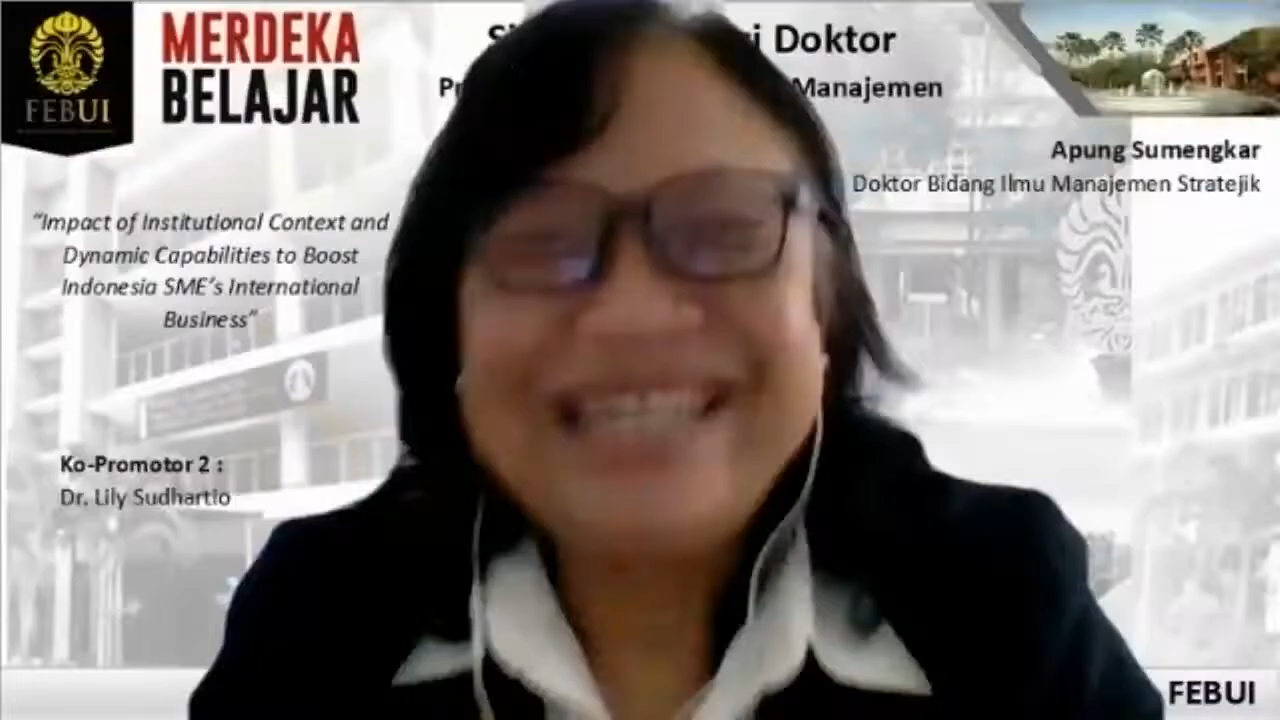 FEBUI
MERDEKA
BELAJAR
i Doktor
Manajemen
Apung Sumengkar
Doktor Bidang Ilmu Manajemen Stratejik
“Impact of Institutional Context and
Dynamic Capabilities to Boost
Indonesia SME’s International
Business”
Ko-Promotor 2 :
Dr. Lily Sudhartio
FEBUI